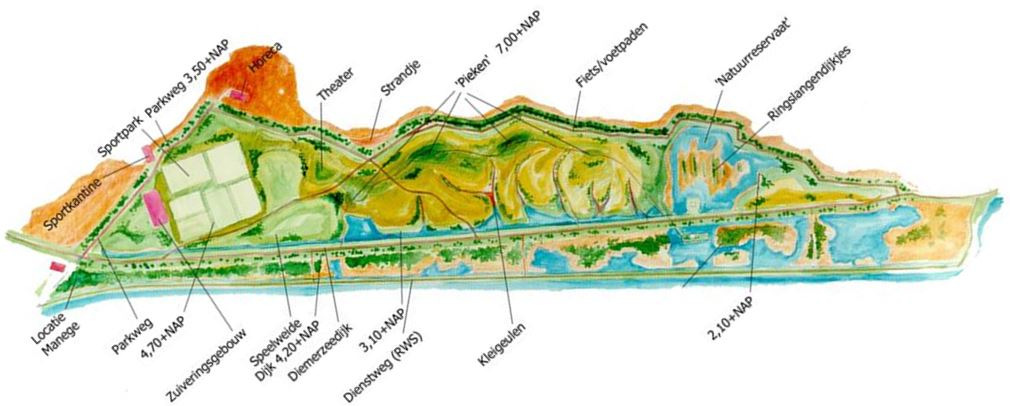 Sportkantine
Sportpark
Parkweg 3,50+NAP
Horeca
Theater
Strandje
'Pieken' 7,00+NAP
Fiets/voetpaden
'Natuurreservaat'
Ringslangendijkjes
Locatie
Manege
Parkweg
4,70+NAP
Zuiveringsgebouw
Speelweide
Dijk 4,20+NAP
Diemerzeedijk
3,10+NAP
Dienstweg (RWS)
Kleigeulen
2,10+NAP